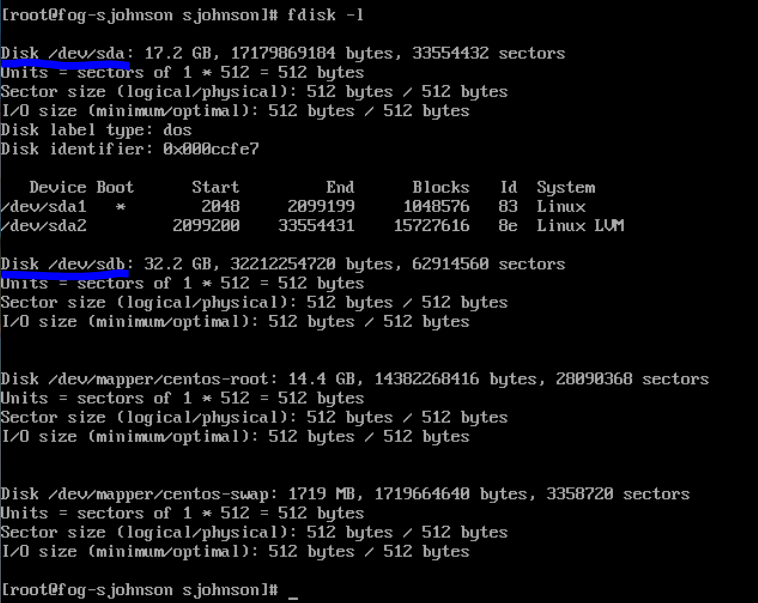 [root@fog-sjohnson sjohnson]# fdisk -l
Disk /dev/sda: 17.2 GB, 17179869184 bytes, 33554432 sectors
Units = sectors of 1 * 512 = 512 bytes
Sector size (logical/physical): 512 bytes / 512 bytes
I/O size (minimum/optimal): 512 bytes / 512 bytes
Disk label type: dos
Disk identifier: 0x000ccfe7
Device Boot Start End Blocks Id System
/dev/sda1 * 2048 2099199 1048576 83 Linux
/dev/sda2 2099200 33554431 15727616 8e Linux LVM
Disk /dev/sdb: 32.2 GB, 32212254720 bytes, 62914560 sectors
Units = sectors of 1 * 512 = 512 bytes
Sector size (logical/physical): 512 bytes / 512 bytes
I/O size (minimum/optimal): 512 bytes / 512 bytes
Disk /dev/mapper/centos-root: 14.4 GB, 14382268416 bytes, 28090368 sectors
Units = sectors of 1 * 512 = 512 bytes
Sector size (logical/physical): 512 bytes / 512 bytes
I/O size (minimum/optimal): 512 bytes / 512 bytes
Disk /dev/mapper/centos-swap: 1719 MB, 1719664640 bytes, 3358720 sectors
Units = sectors of 1 * 512 = 512 bytes
Sector size (logical/physical): 512 bytes / 512 bytes
I/O size (minimum/optimal): 512 bytes / 512 bytes
[root@fog-sjohnson sjohnson]# _